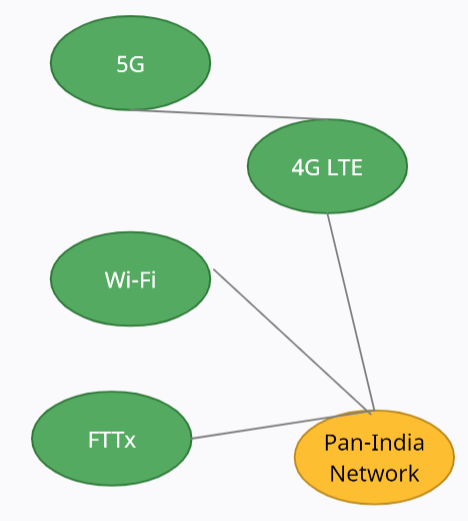 5G
4G LTE
Wi-Fi
FTTx
Pan-India
Network